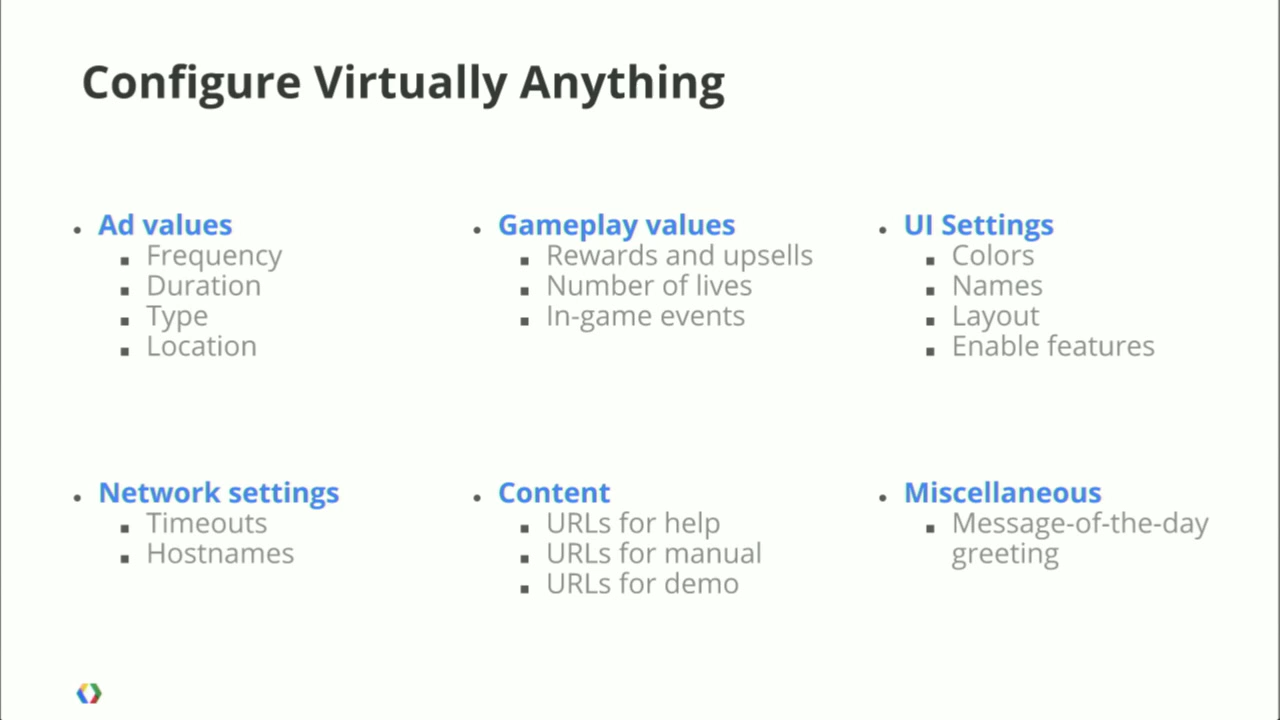 Configure Virtually Anything
Ad values
Frequency
Duration
Type
Location
Gameplay values
Rewards and upsells
Number of lives
In-game events
UI Settings
Colors
Names
Layout
Enable features
Network settings
Timeouts
Hostnames
Content
URLs for help
URLs for manual
URLs for demo
Miscellaneous
Message-of-the-day
greeting